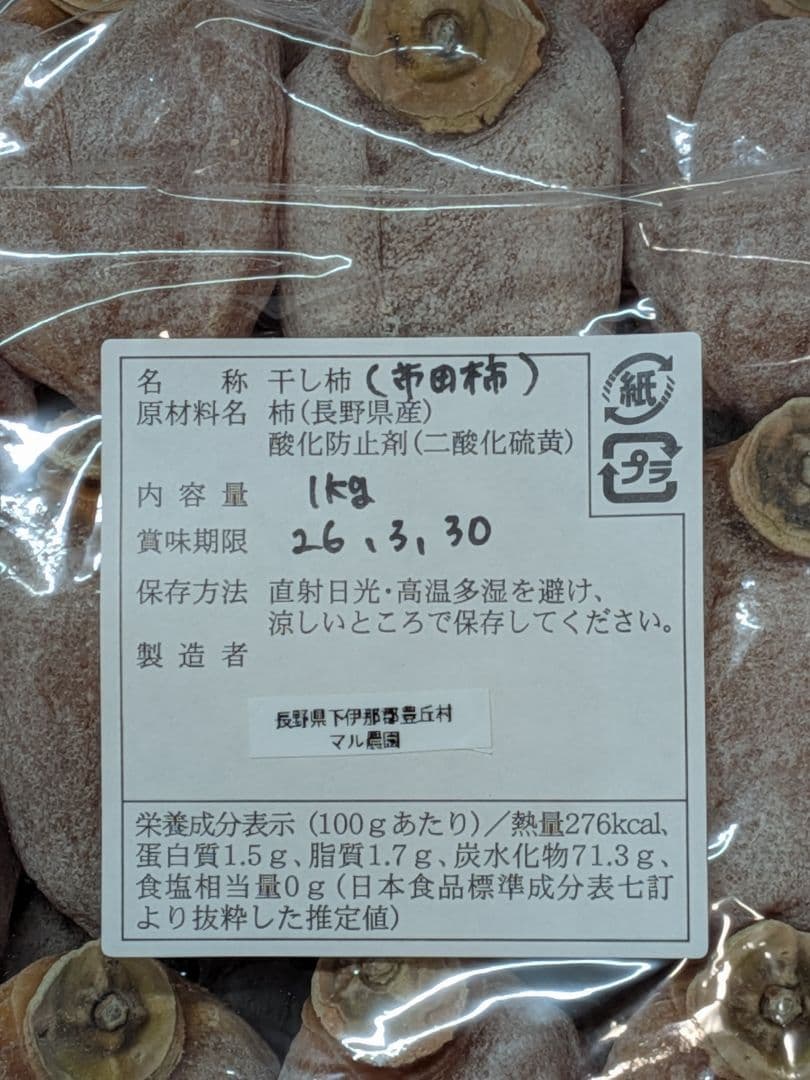 名称 干し柿(市田柿)
原材料名 柿(長野県産)
酸化防止剤(二酸化硫黄)
紙
プラ
内容量 1kg
賞味期限 26.3.30
保存方法 直射日光・高温多湿を避け、
涼しいところで保存してください。
製造者
長野県下伊那郡豊丘村
マル農園
栄養成分表示(100gあたり)/熱量276kcal、
蛋白質1.5g、脂質1.7g、炭水化物71.3g、
食塩相当量0g(日本食品標準成分表七訂
より抜粋した推定値)